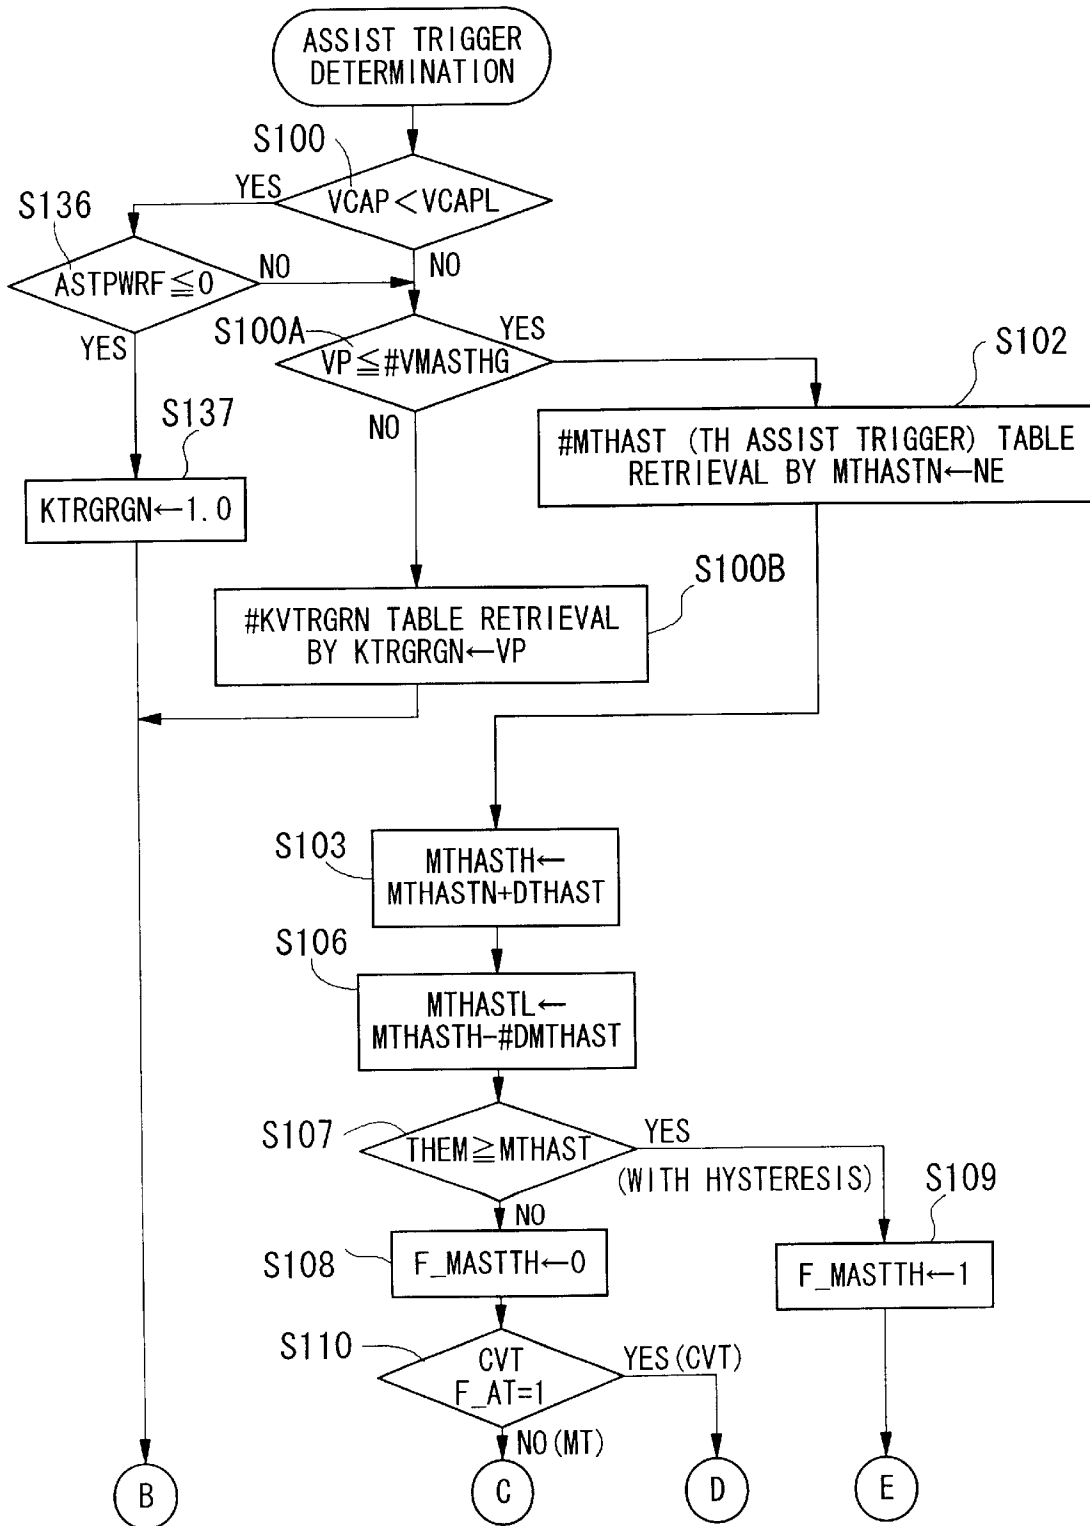 ASSIST TRIGGER
DETERMINATION
S100
VCAP<VCAPL
YES
NO
S136
ASTPWRF≦0
NO
YES
S100A
VP≦#VMASTHG
YES
NO
S102
#MTHAST (TH ASSIST TRIGGER) TABLE
RETRIEVAL BY MTHASTN←NE
S137
KTRGRGN←1.0
S100B
#KVTRGRN TABLE RETRIEVAL
BY KTRGRGN←VP
S103
MTHASTH←
MTHASTN+DTHAST
S106
MTHASTL←
MTHASTH-#DMTHAST
S107
THEM≧MTHAST
YES
(WITH HYSTERESIS)
NO
S109
F_MASTTH←1
S108
F_MASTTH←0
S110
CVT
F_AT=1
YES(CVT)
NO(MT)
B
C
D
E